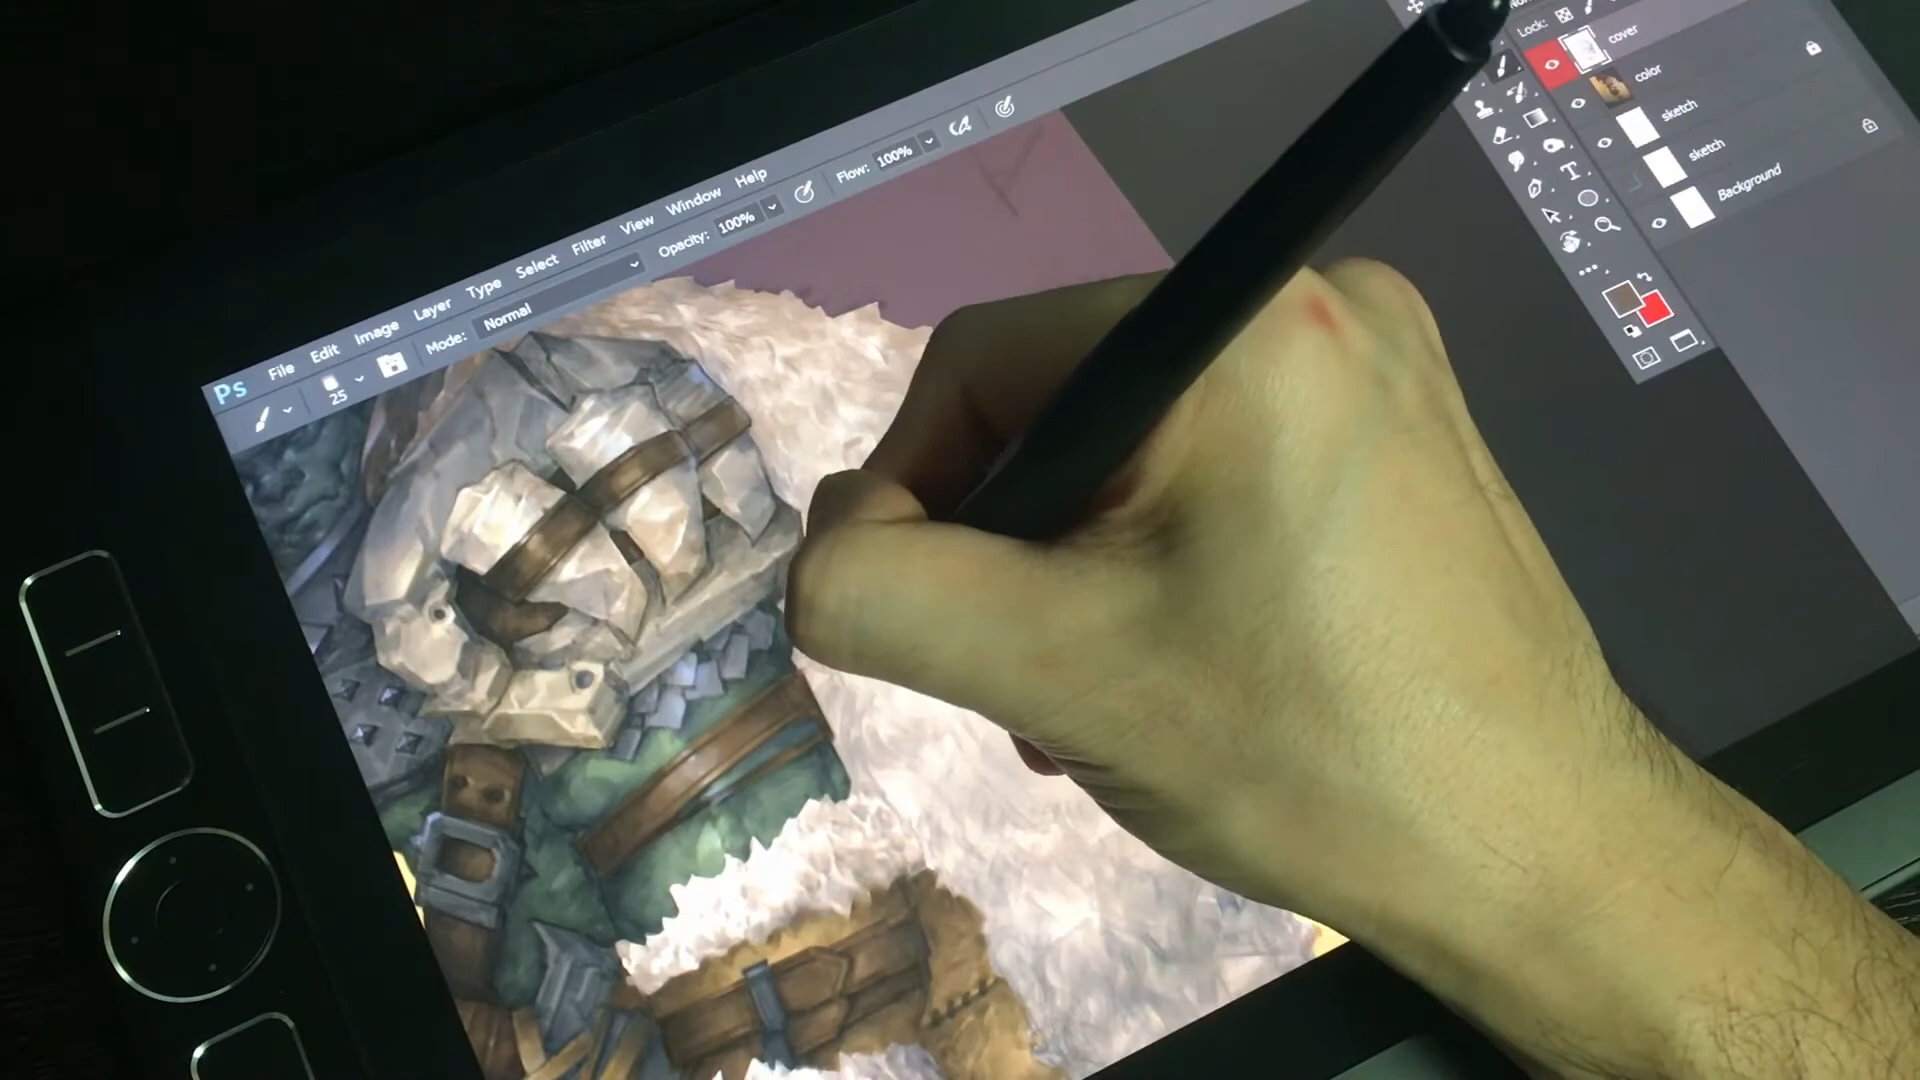 Ps File Edit Image Layer Type Select Filter View Window Help
25 Mode: Normal Opacity: 100% Flow: 100%
Lock:
cover
color
sketch
sketch
Background
T